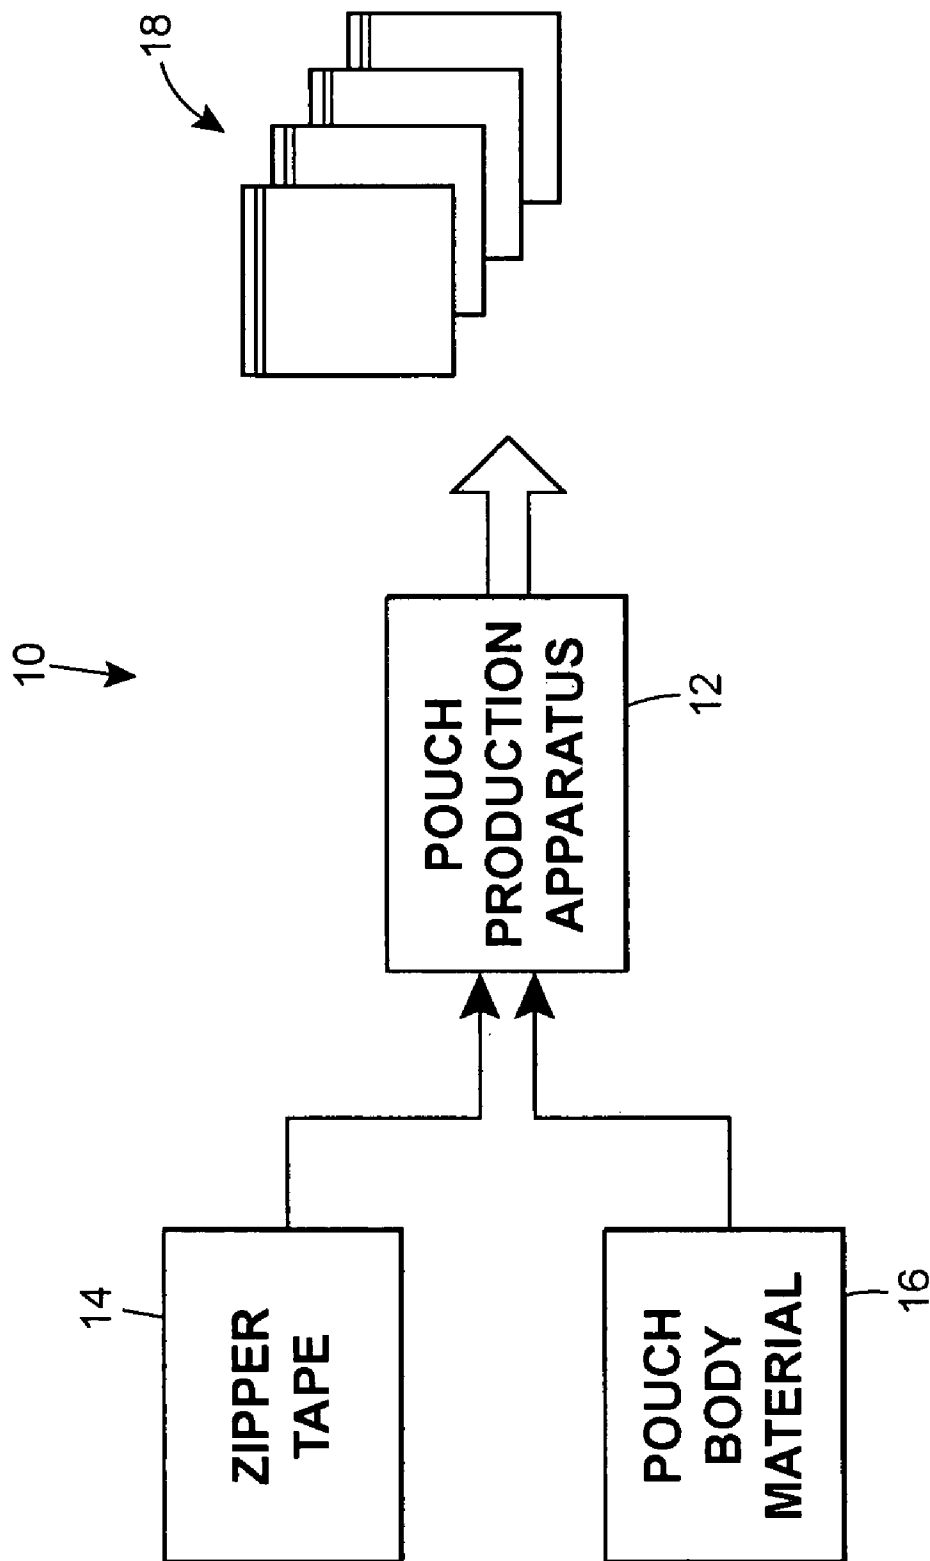 10
14
ZIPPER
TAPE
POUCH
BODY
MATERIAL
16
POUCH
PRODUCTION
APPARATUS
12
18